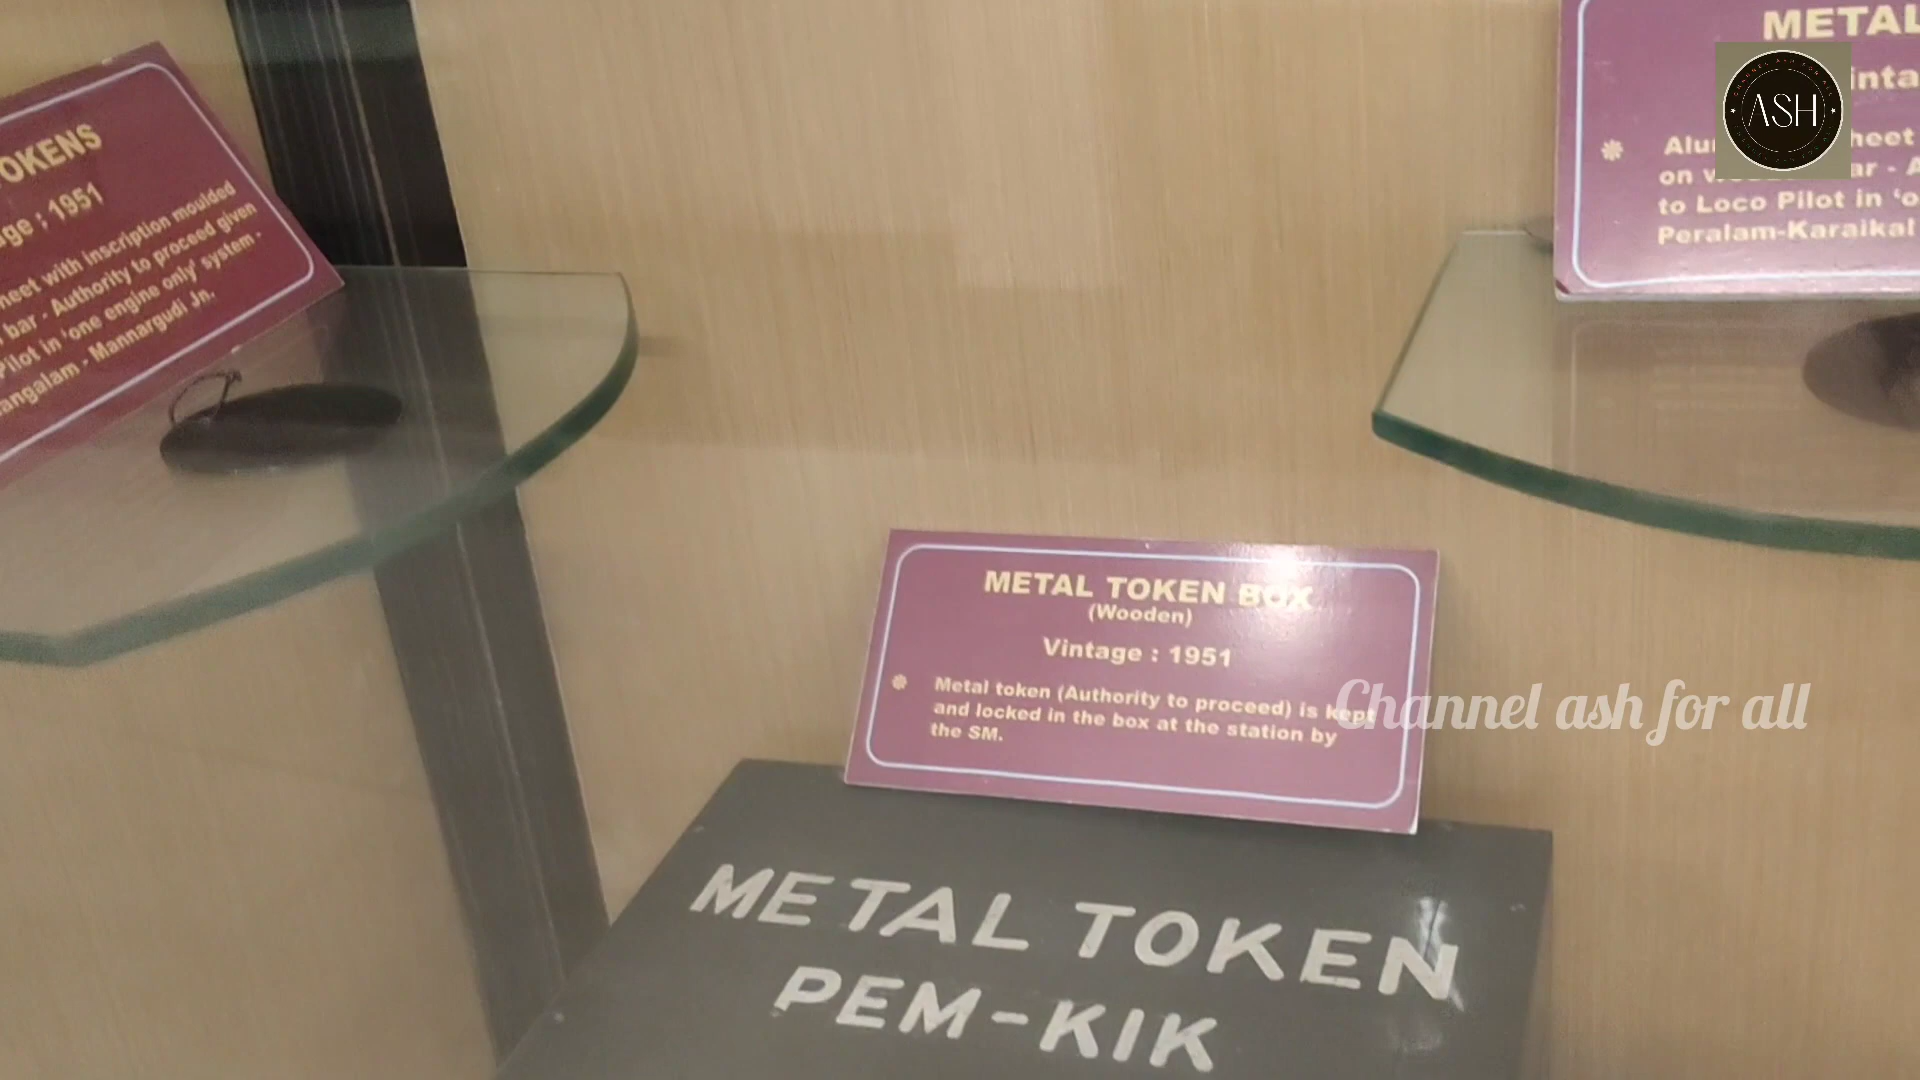 OKENS
ge : 1951
heet with inscription moulded
bar - Authority to proceed given
Pilot in 'one engine only' system -
angalam - Mannargudi Jn.
METAL
inta
Alu heet
on ar - A
to Loco Pilot in 'o
Peralam-Karaikal
ASH
METAL TOKEN BOX
(Wooden)
Vintage : 1951
Metal token (Authority to proceed) is kept
and locked in the box at the station by
the SM.
Channel ash for all
METAL TOKEN
PEM-KIK